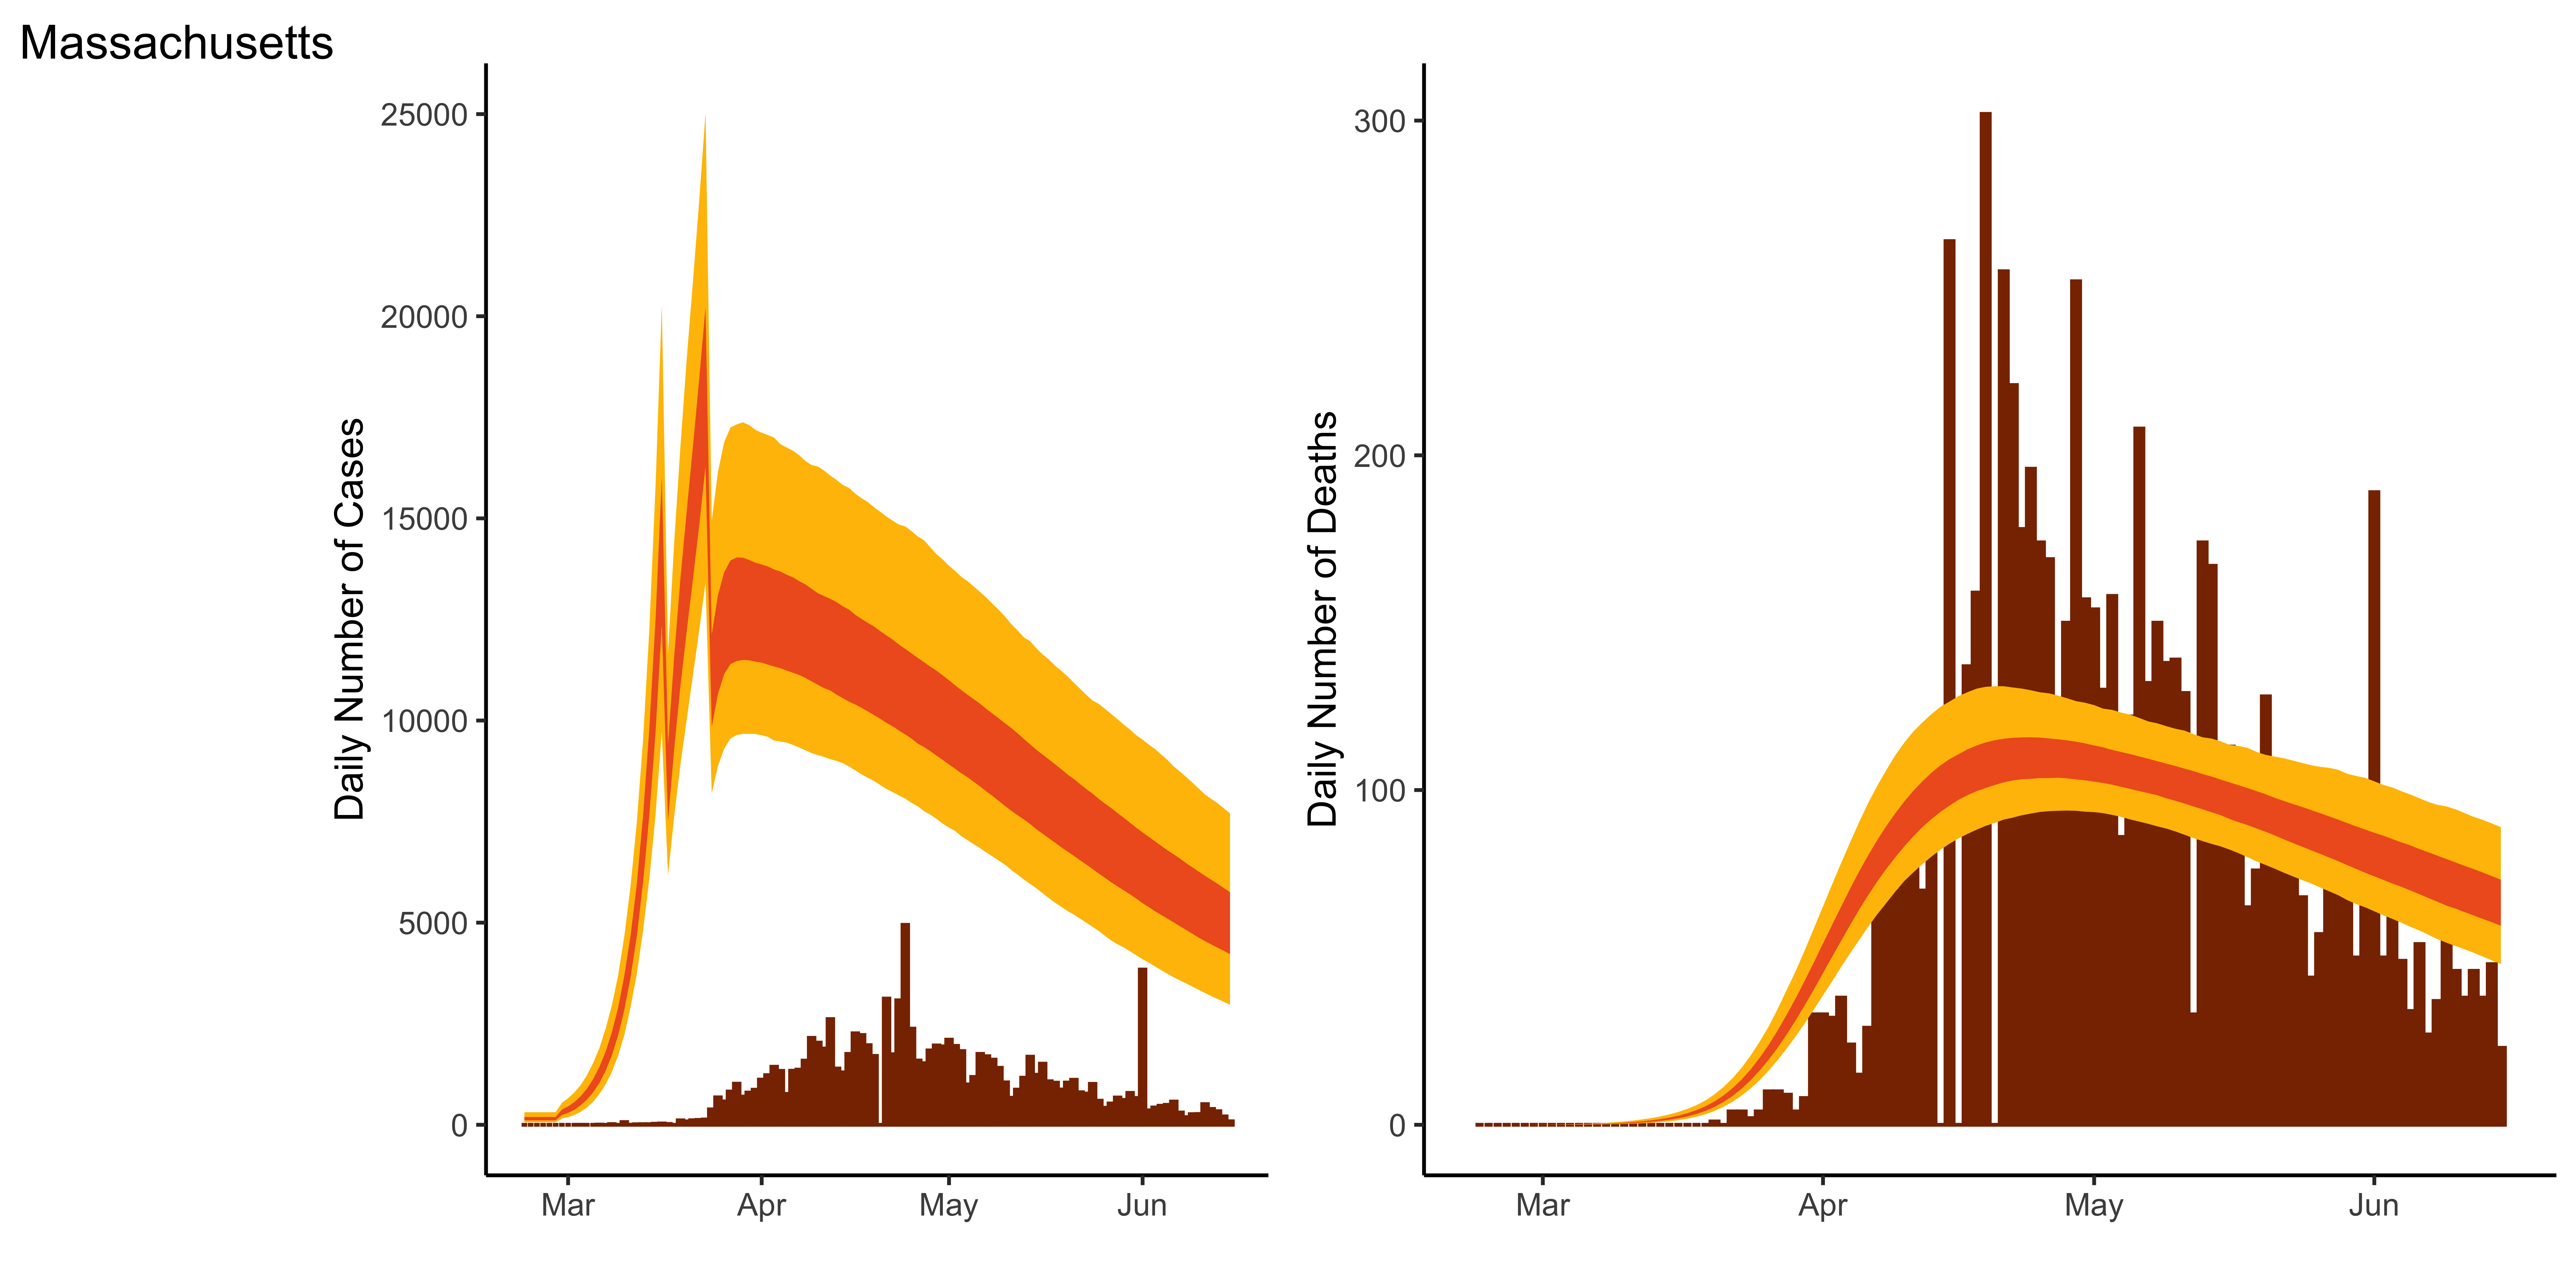 Massachusetts
Daily Number of Cases
25000
20000
15000
10000
5000
0
Mar Apr May Jun
Daily Number of Deaths
300
200
100
0
Mar Apr May Jun